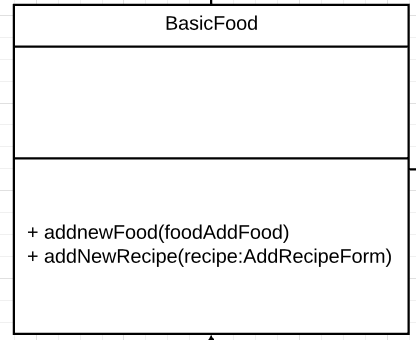 BasicFood
+ addnewFood(foodAddFood)
+ addNewRecipe(recipe:AddRecipeForm)